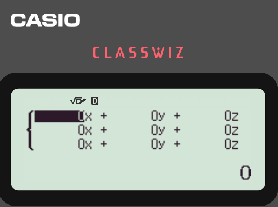 CASIO
CLASSWIZ
√□/ D
0x + 0y + 0z
0x + 0y + 0z
0x + 0y + 0z
0